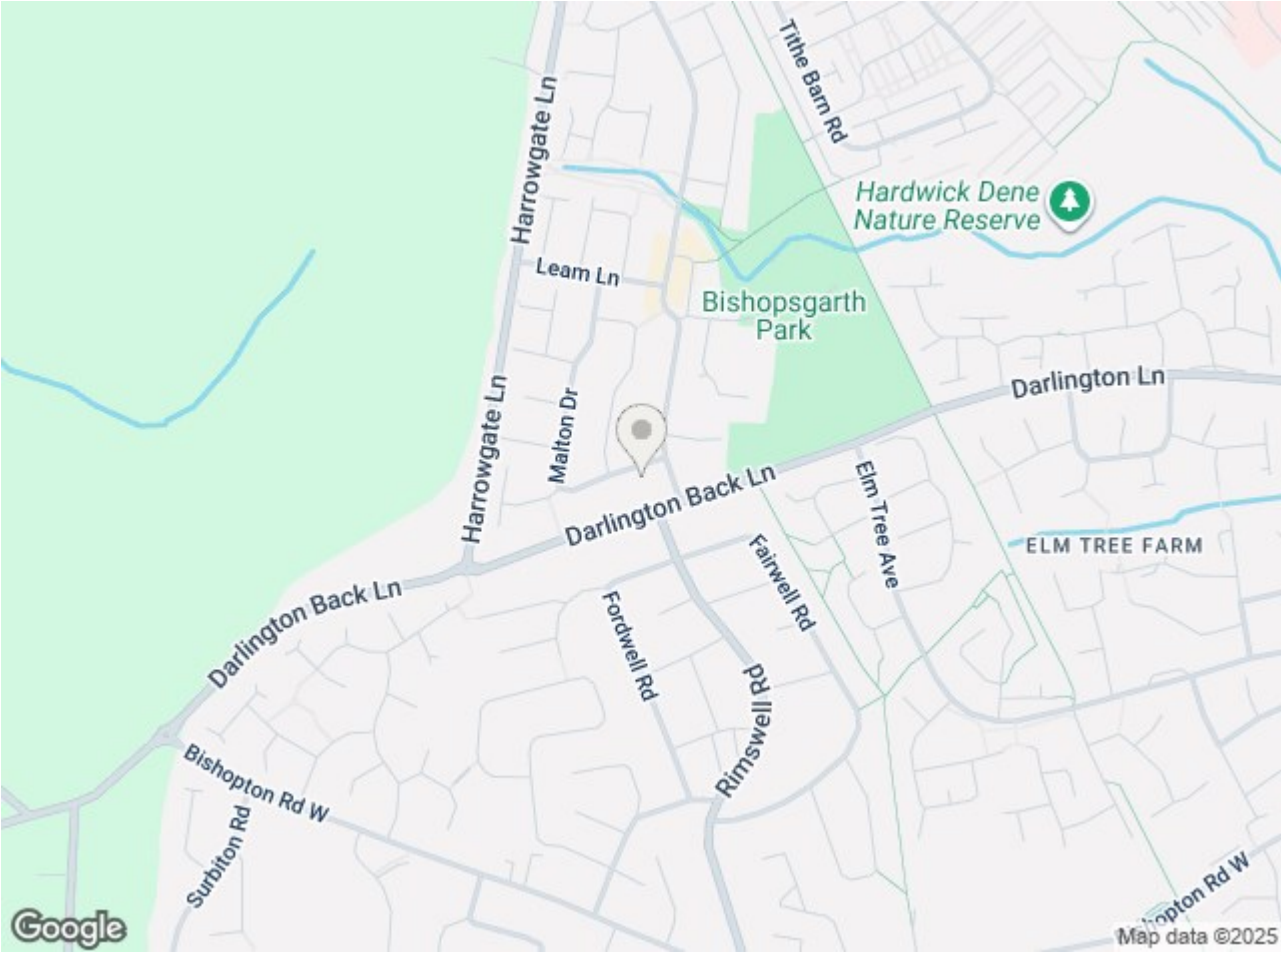 Tithe Barn Rd
Harrowgate Ln
Hardwick Dene
Nature Reserve
Leam Ln
Bishopsgarth
Park
Darlington Ln
Harrowgate Ln
Malton Dr
Darlington Back Ln
Elm Tree Ave
Fairwell Rd
ELM TREE FARM
Darlington Back Ln
Fordwell Rd
Rimswell Rd
Bishopton Rd W
Surbiton Rd
Bishopton Rd W
Google
Map data ©2025